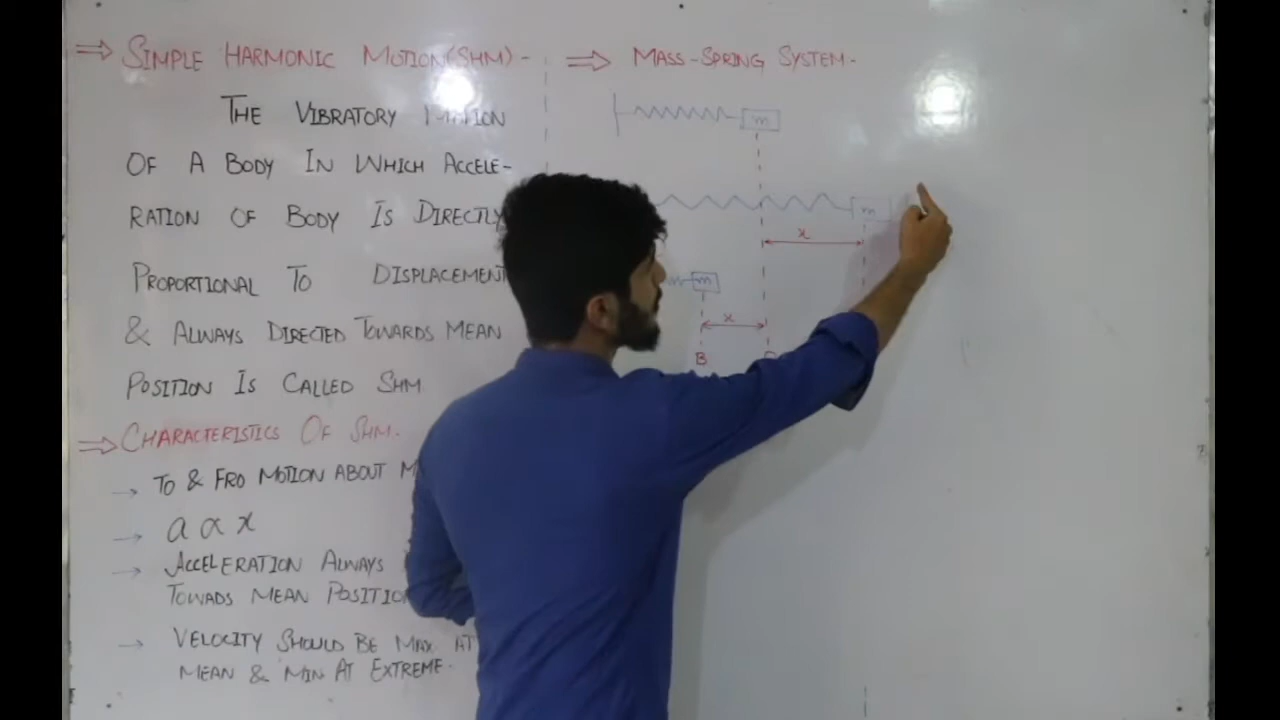 ⇒ SIMPLE HARMONIC MOTION(SHM) -
THE VIBRATORY MOTION
OF A BODY IN WHICH ACCELE-
RATION OF BODY IS DIRECTLY
PROPORTIONAL TO DISPLACEMENT
& ALWAYS DIRECTED TOWARDS MEAN
POSITION IS CALLED SHM
⇒ CHARACTERISTICS OF SHM.
→ TO & FRO MOTION ABOUT
→ a ∝ x
→ ACCELERATION ALWAYS
TOWADS MEAN POSITION
→ VELOCITY SHOULD BE MAX AT
MEAN & MIN AT EXTREME.
⇒ MASS-SPRING SYSTEM-
m
m
x
m
x
B